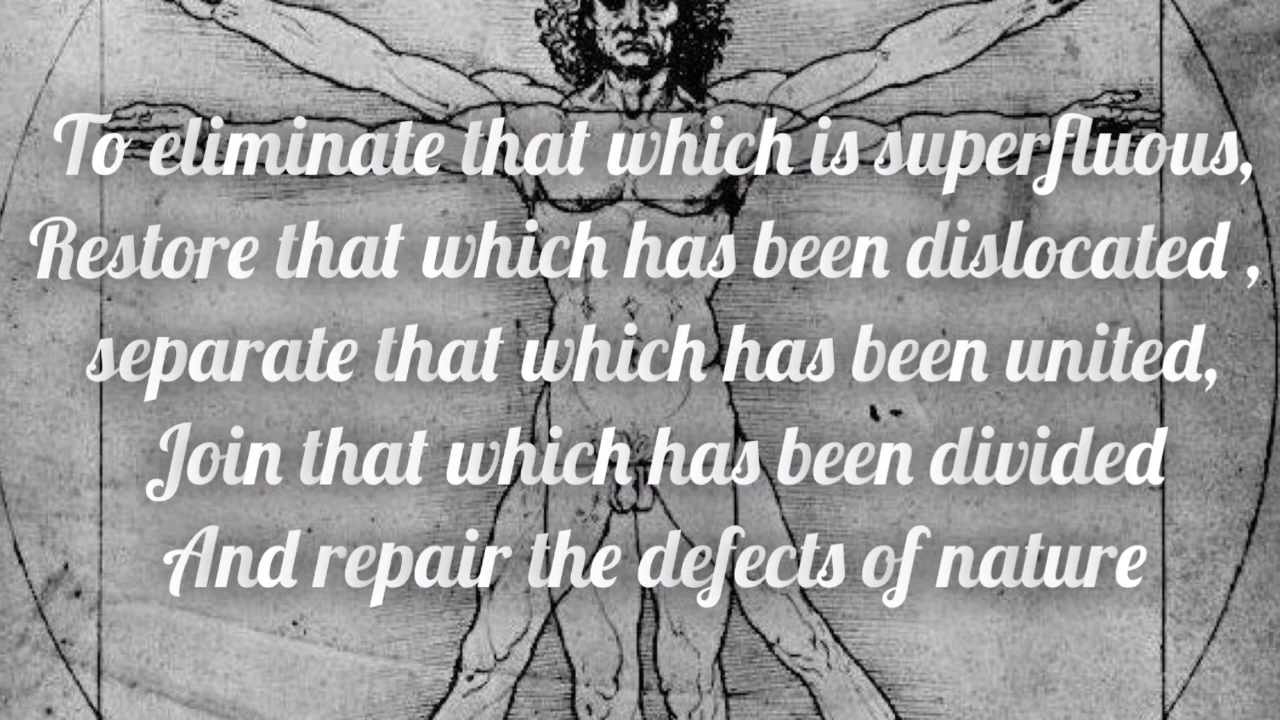 To eliminate that which is superfluous,
Restore that which has been dislocated ,
separate that which has been united,
Join that which has been divided
And repair the defects of nature